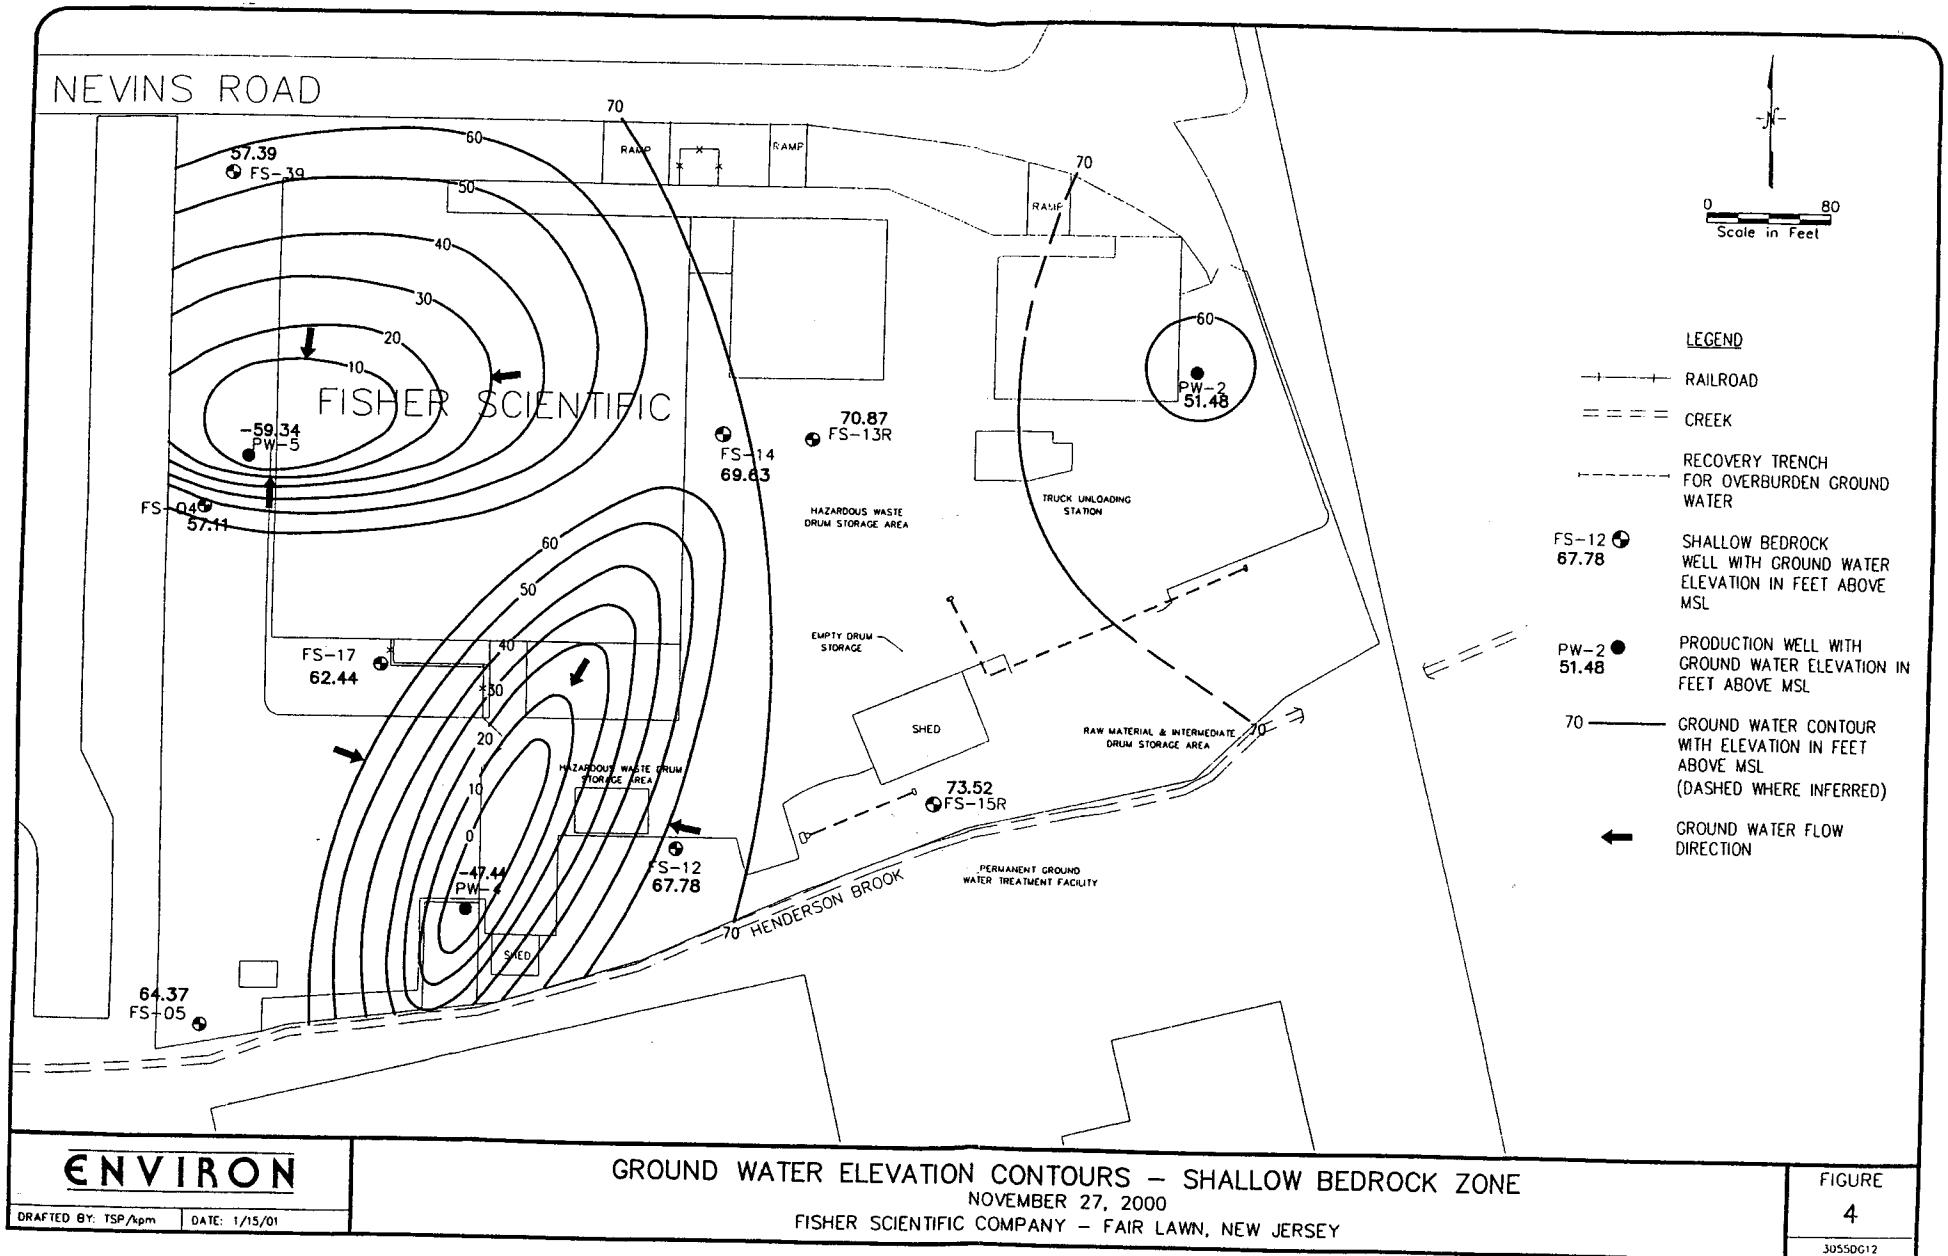 NEVINS ROAD
70
60
57.39
FS-39
RAMP
RAMP
70
RAMP
50
40
30
20
10
60
PW-2
51.48
FISHER SCIENTIFIC
-59.34
PW-5
FS-14
69.63
70.87
FS-13R
FS-04
57.11
HAZARDOUS WASTE
DRUM STORAGE AREA
TRUCK UNLOADING
STATION
60
50
40
30
20
10
0
EMPTY DRUM
STORAGE
FS-17
62.44
SHED
RAW MATERIAL & INTERMEDIATE
DRUM STORAGE AREA
70
HAZARDOUS WASTE DRUM
STORAGE AREA
73.52
FS-15R
-47.44
PW-4
FS-12
67.78
PERMANENT GROUND
WATER TREATMENT FACILITY
70
HENDERSON BROOK
SHED
64.37
FS-05
N
0 80
Scale in Feet
LEGEND
RAILROAD
CREEK
RECOVERY TRENCH
FOR OVERBURDEN GROUND
WATER
FS-12
67.78
SHALLOW BEDROCK
WELL WITH GROUND WATER
ELEVATION IN FEET ABOVE
MSL
PW-2
51.48
PRODUCTION WELL WITH
GROUND WATER ELEVATION IN
FEET ABOVE MSL
70
GROUND WATER CONTOUR
WITH ELEVATION IN FEET
ABOVE MSL
(DASHED WHERE INFERRED)
GROUND WATER FLOW
DIRECTION
ENVIRON
DRAFTED BY: TSP/kpm
DATE: 1/15/01
GROUND WATER ELEVATION CONTOURS - SHALLOW BEDROCK ZONE
NOVEMBER 27, 2000
FISHER SCIENTIFIC COMPANY - FAIR LAWN, NEW JERSEY
FIGURE
4
3055DG12